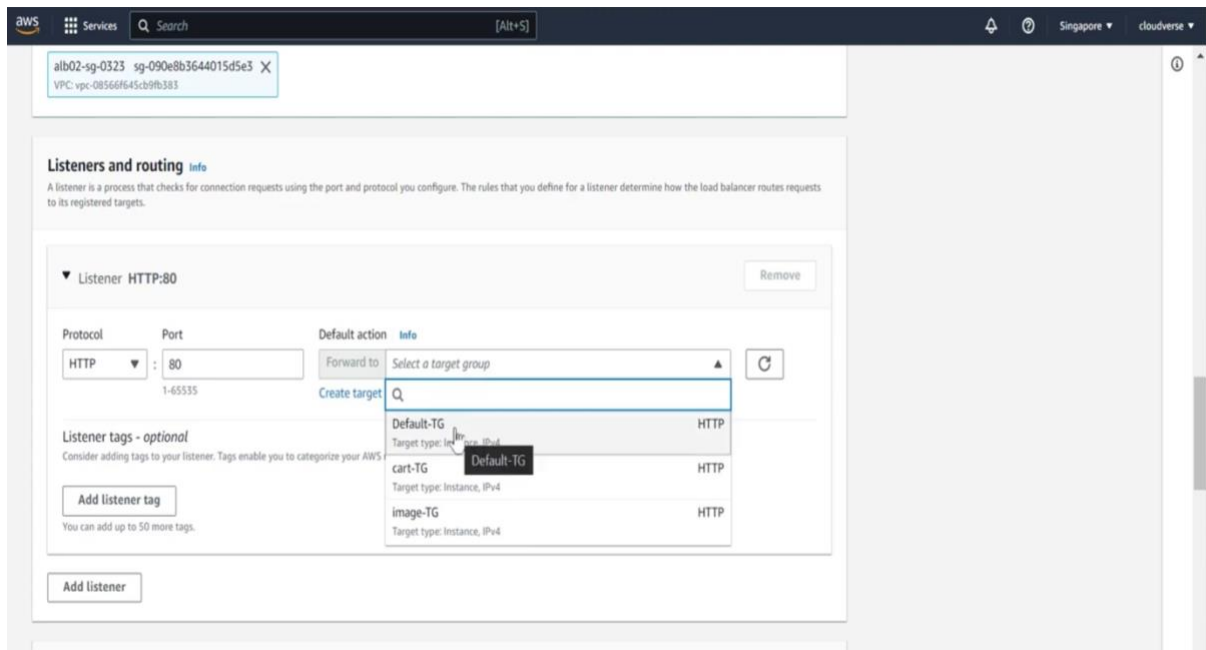 aws
Services
Search
[Alt+S]
Singapore
cloudverse
alb02-sg-0323 sg-090e8b3644015d5e3
VPC: vpc-08566f645cb9fb383
Listeners and routing Info
A listener is a process that checks for connection requests using the port and protocol you configure. The rules that you define for a listener determine how the load balancer routes requests
to its registered targets.
Listener HTTP:80
Remove
Protocol
Port
Default action Info
HTTP
:
80
Forward to
Select a target group
1-65535
Create target
Default-TG HTTP
Target type: IPv4
Default-TG
Listener tags - optional
Consider adding tags to your listener. Tags enable you to categorize your AWS
cart-TG HTTP
Target type: Instance, IPv4
Add listener tag
image-TG HTTP
Target type: Instance, IPv4
You can add up to 50 more tags.
Add listener